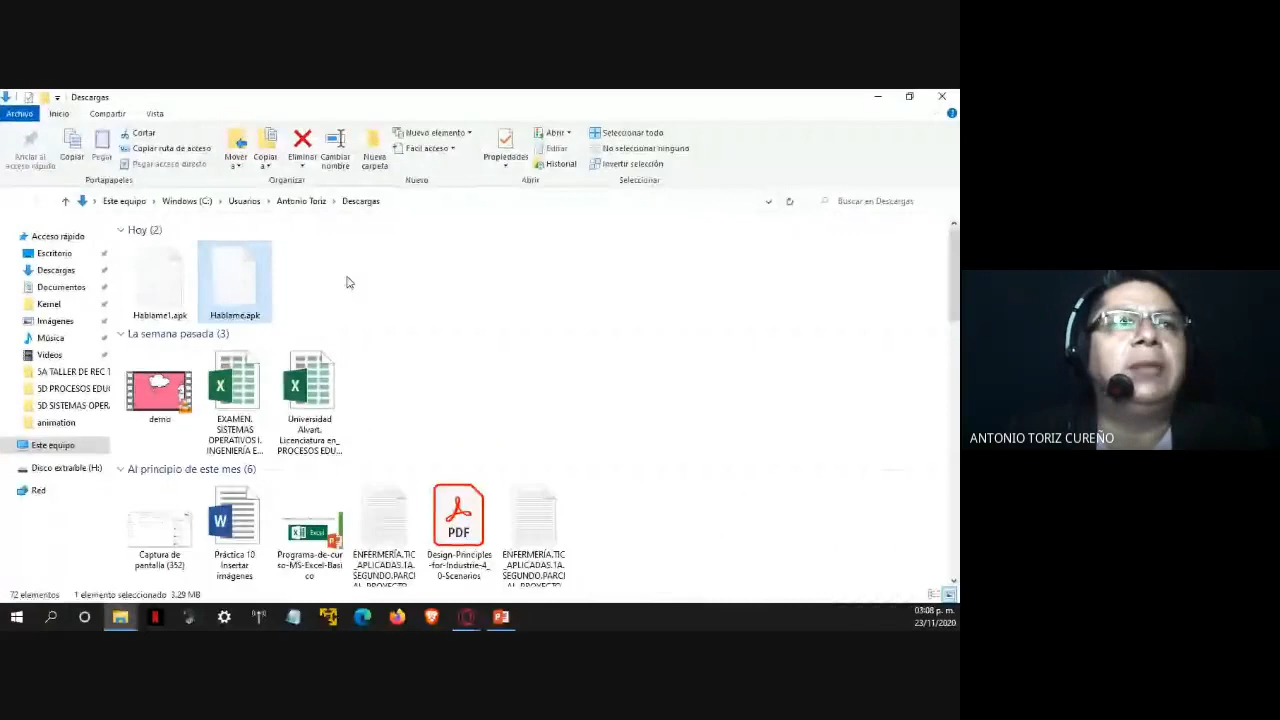 Descargas
Archivo Inicio Compartir Vista
Anclar al acceso rápido
Copiar
Pegar
Cortar
Copiar ruta de acceso
Pegar acceso directo
Portapapeles
Mover a
Copiar a
Eliminar
Cambiar nombre
Organizar
Nueva carpeta
Nuevo elemento
Fácil acceso
Nuevo
Propiedades
Abrir
Editar
Historial
Abrir
Seleccionar todo
No seleccionar ninguno
Invertir selección
Seleccionar
Este equipo > Windows (C:) > Usuarios > Antonio Toriz > Descargas
Buscar en Descargas
Acceso rápido
Escritorio
Descargas
Documentos
Kernel
Imágenes
Música
Vídeos
5A TALLER DE REC T
5D PROCESOS EDUC
5D SISTEMAS OPER
animation
Este equipo
Disco extraíble (H:)
Red
Hoy (2)
Hablame1.apk
Hablame.apk
La semana pasada (3)
demo
EXAMEN.
SISTEMAS
OPERATIVOS I.
INGENIERÍA E...
Universidad
Alvart.
Licenciatura en_
PROCESOS EDU...
Al principio de este mes (6)
Captura de
pantalla (352)
Práctica 10
Insertar
imágenes
Programa-de-cur
so-MS-Excel-Bási
co
ENFERMERÍA.TIC
_APLICADAS.1A.
SEGUNDO.PARCI
AL_PROYECTO
PDF
Design-Principles
-for-Industrie-4_
0-Scenarios
ENFERMERÍA.TIC
_APLICADAS.1A.
SEGUNDO.PARCI
AL_PROYECTO
72 elementos 1 elemento seleccionado 3.29 MB
03:08 p. m.
23/11/2020
ANTONIO TORIZ CUREÑO